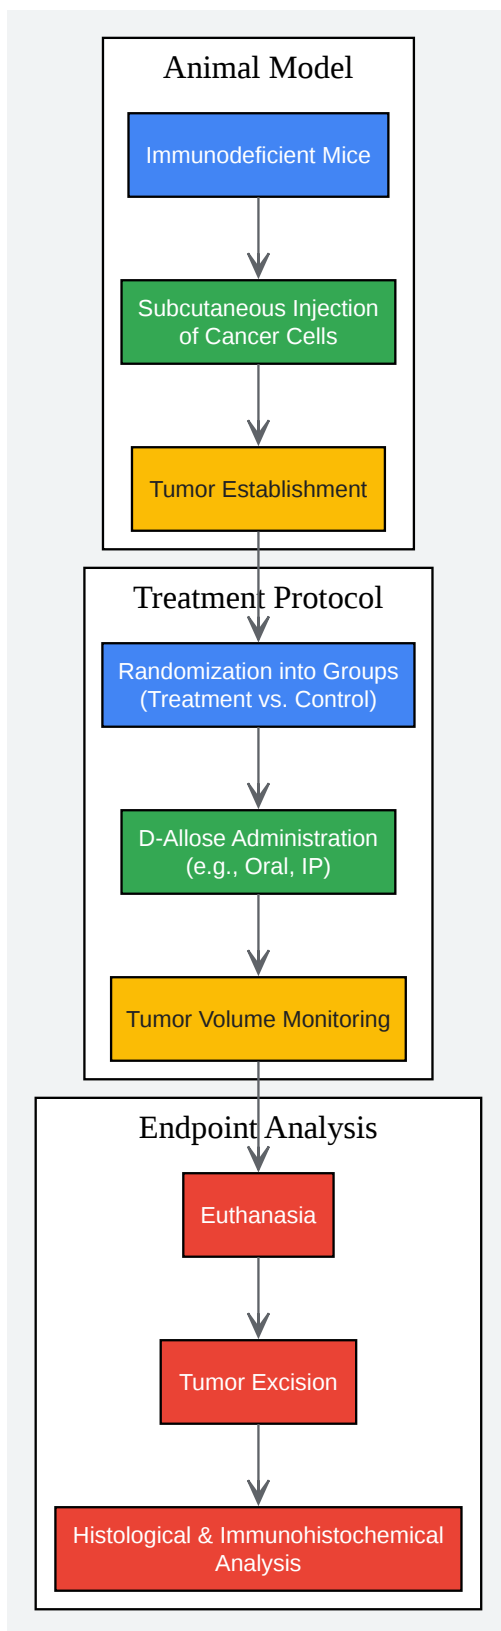 Animal Model
Immunodeficient Mice
Subcutaneous Injection
of Cancer Cells
Tumor Establishment
Treatment Protocol
Randomization into Groups
(Treatment vs. Control)
D-Allose Administration
(e.g., Oral, IP)
Tumor Volume Monitoring
Endpoint Analysis
Euthanasia
Tumor Excision
Histological & Immunohistochemical
Analysis